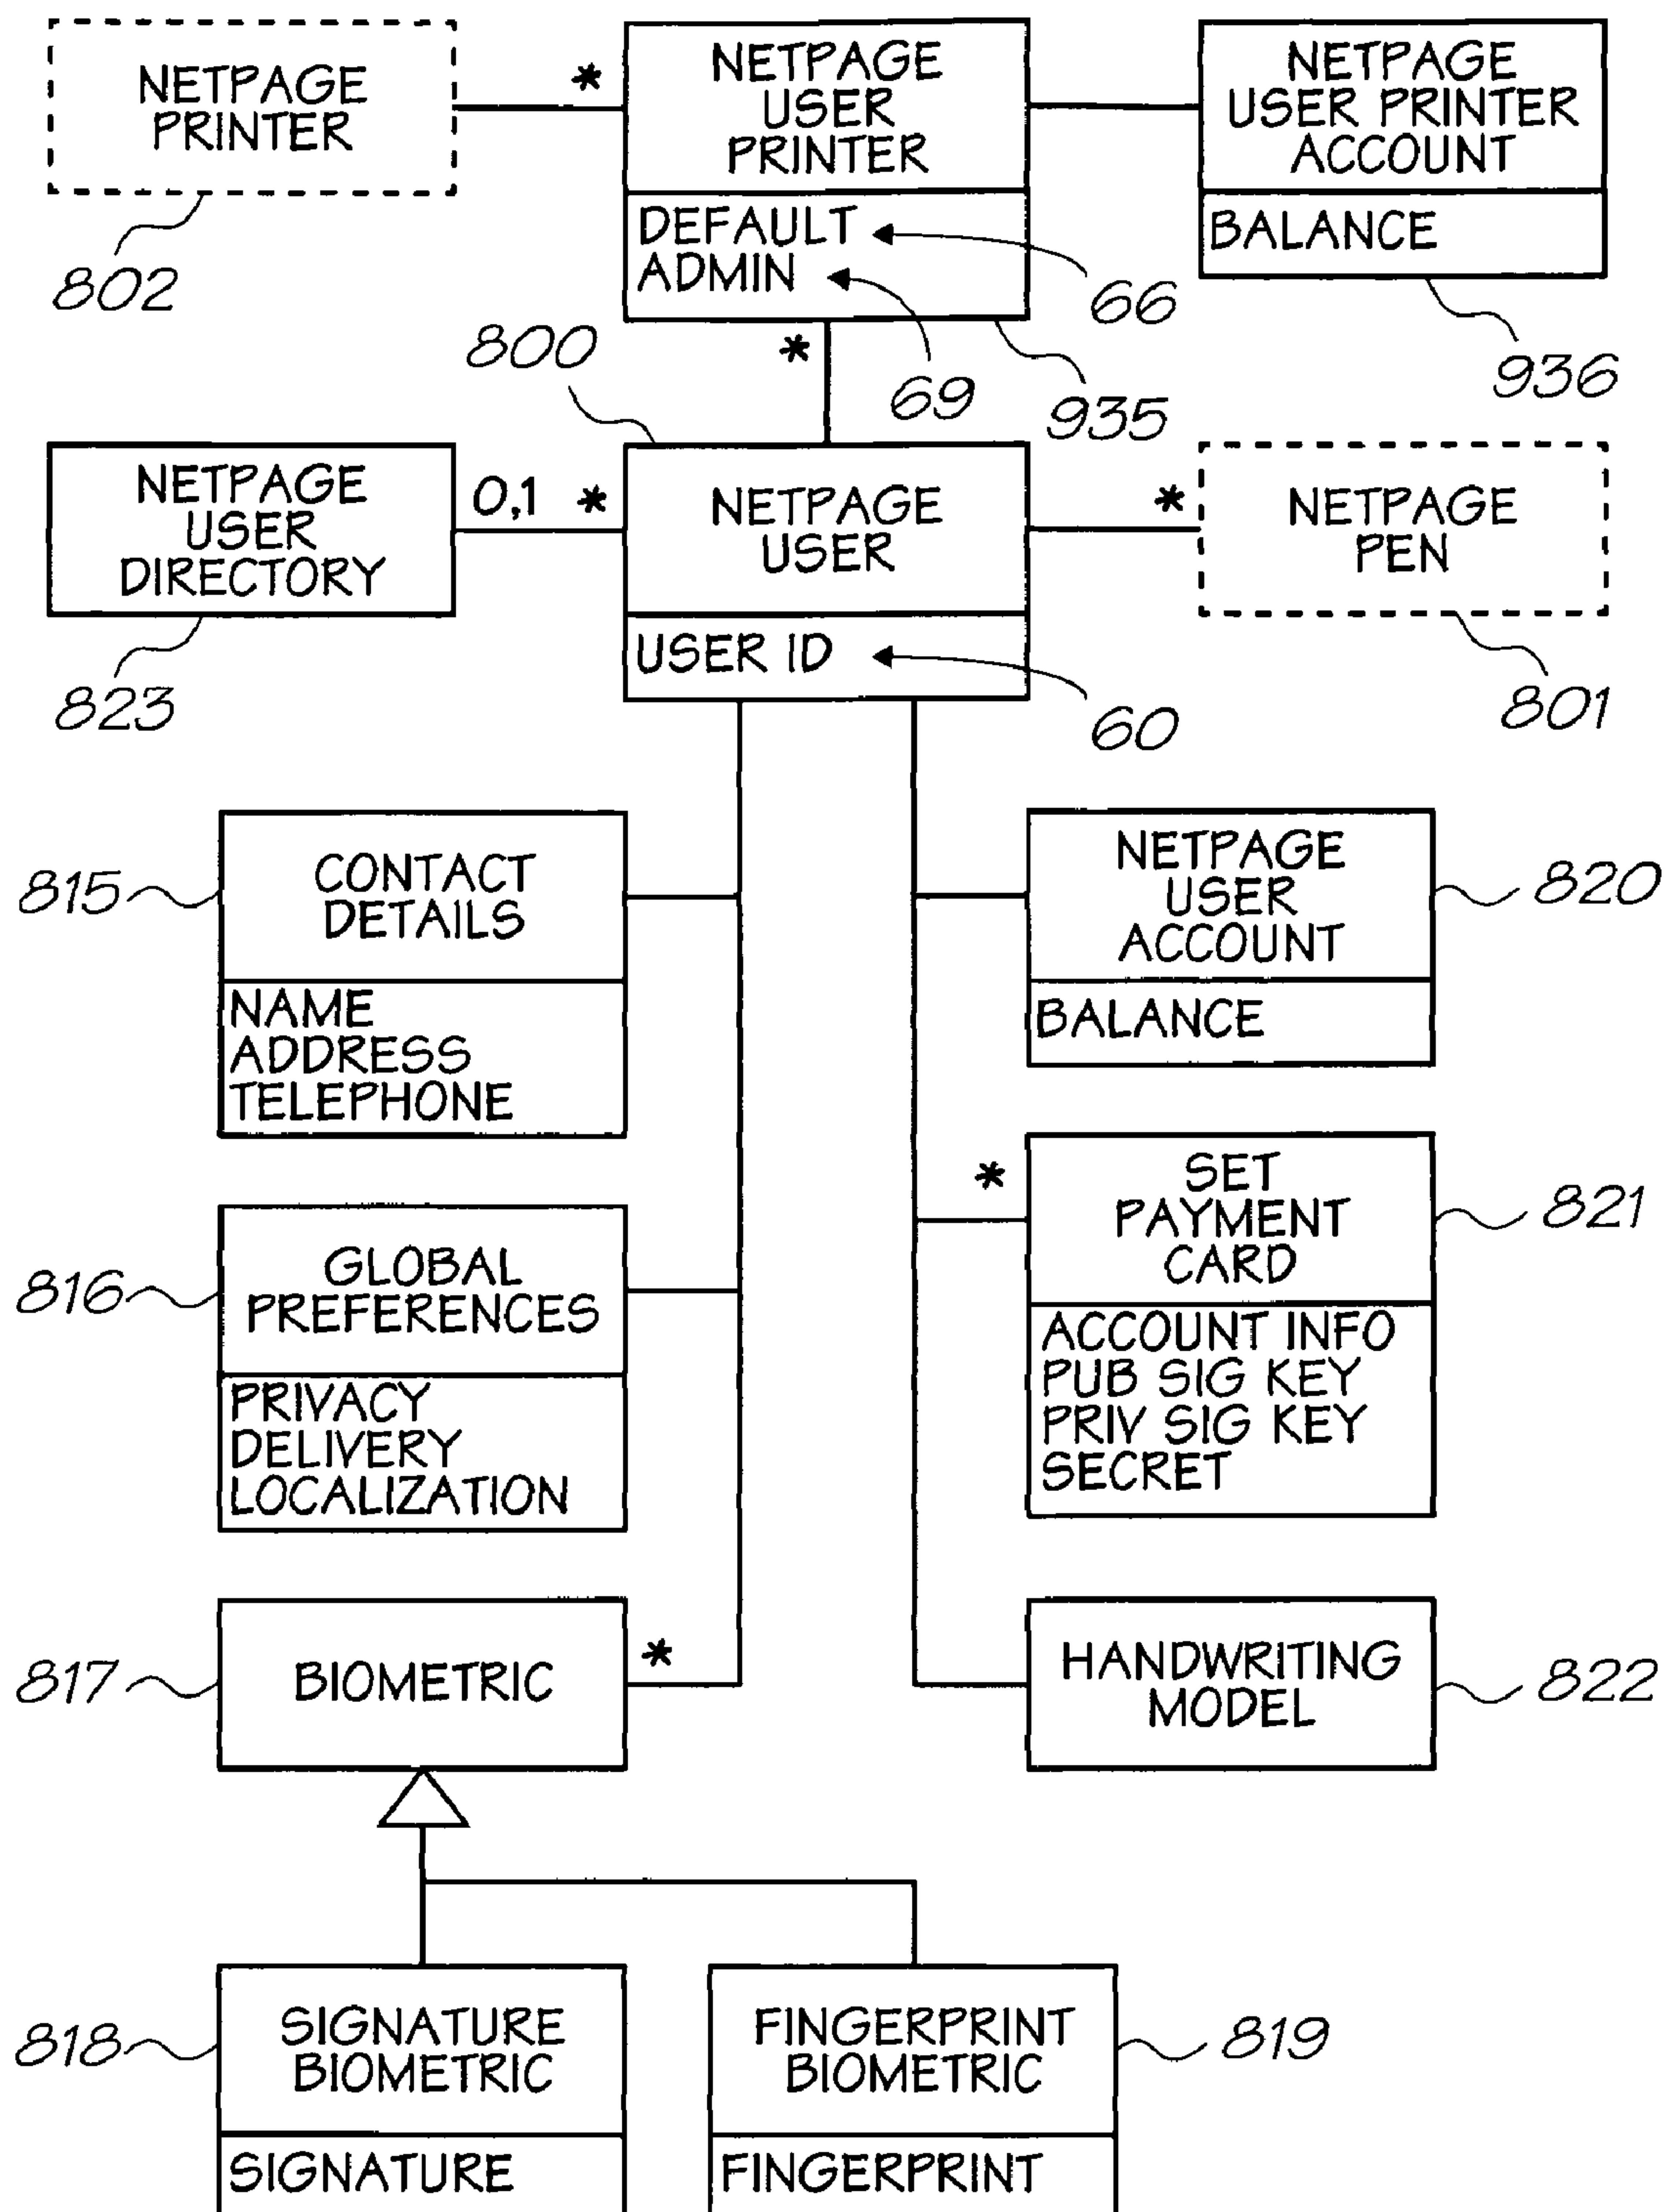 NETPAGE
PRINTER
802
*
NETPAGE
USER
PRINTER
DEFAULT
ADMIN
66
69
935
*
NETPAGE
USER PRINTER
ACCOUNT
BALANCE
936
800
NETPAGE
USER
DIRECTORY
823
0,1 *
NETPAGE
USER
USER ID
60
*
NETPAGE
PEN
801
815
CONTACT
DETAILS
NAME
ADDRESS
TELEPHONE
NETPAGE
USER
ACCOUNT
BALANCE
820
816
GLOBAL
PREFERENCES
PRIVACY
DELIVERY
LOCALIZATION
*
SET
PAYMENT
CARD
ACCOUNT INFO
PUB SIG KEY
PRIV SIG KEY
SECRET
821
817
BIOMETRIC
*
HANDWRITING
MODEL
822
818
SIGNATURE
BIOMETRIC
SIGNATURE
FINGERPRINT
BIOMETRIC
FINGERPRINT
819